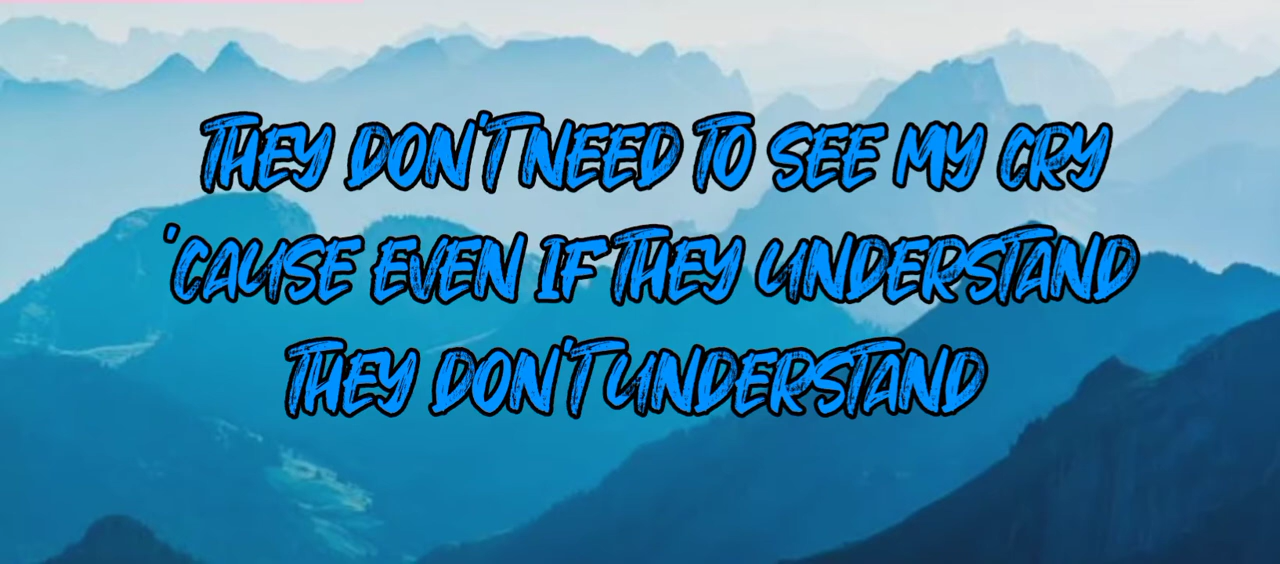 THEY DON'T NEED TO SEE MY CRY
'CAUSE EVEN IF THEY UNDERSTAND
THEY DON'T UNDERSTAND